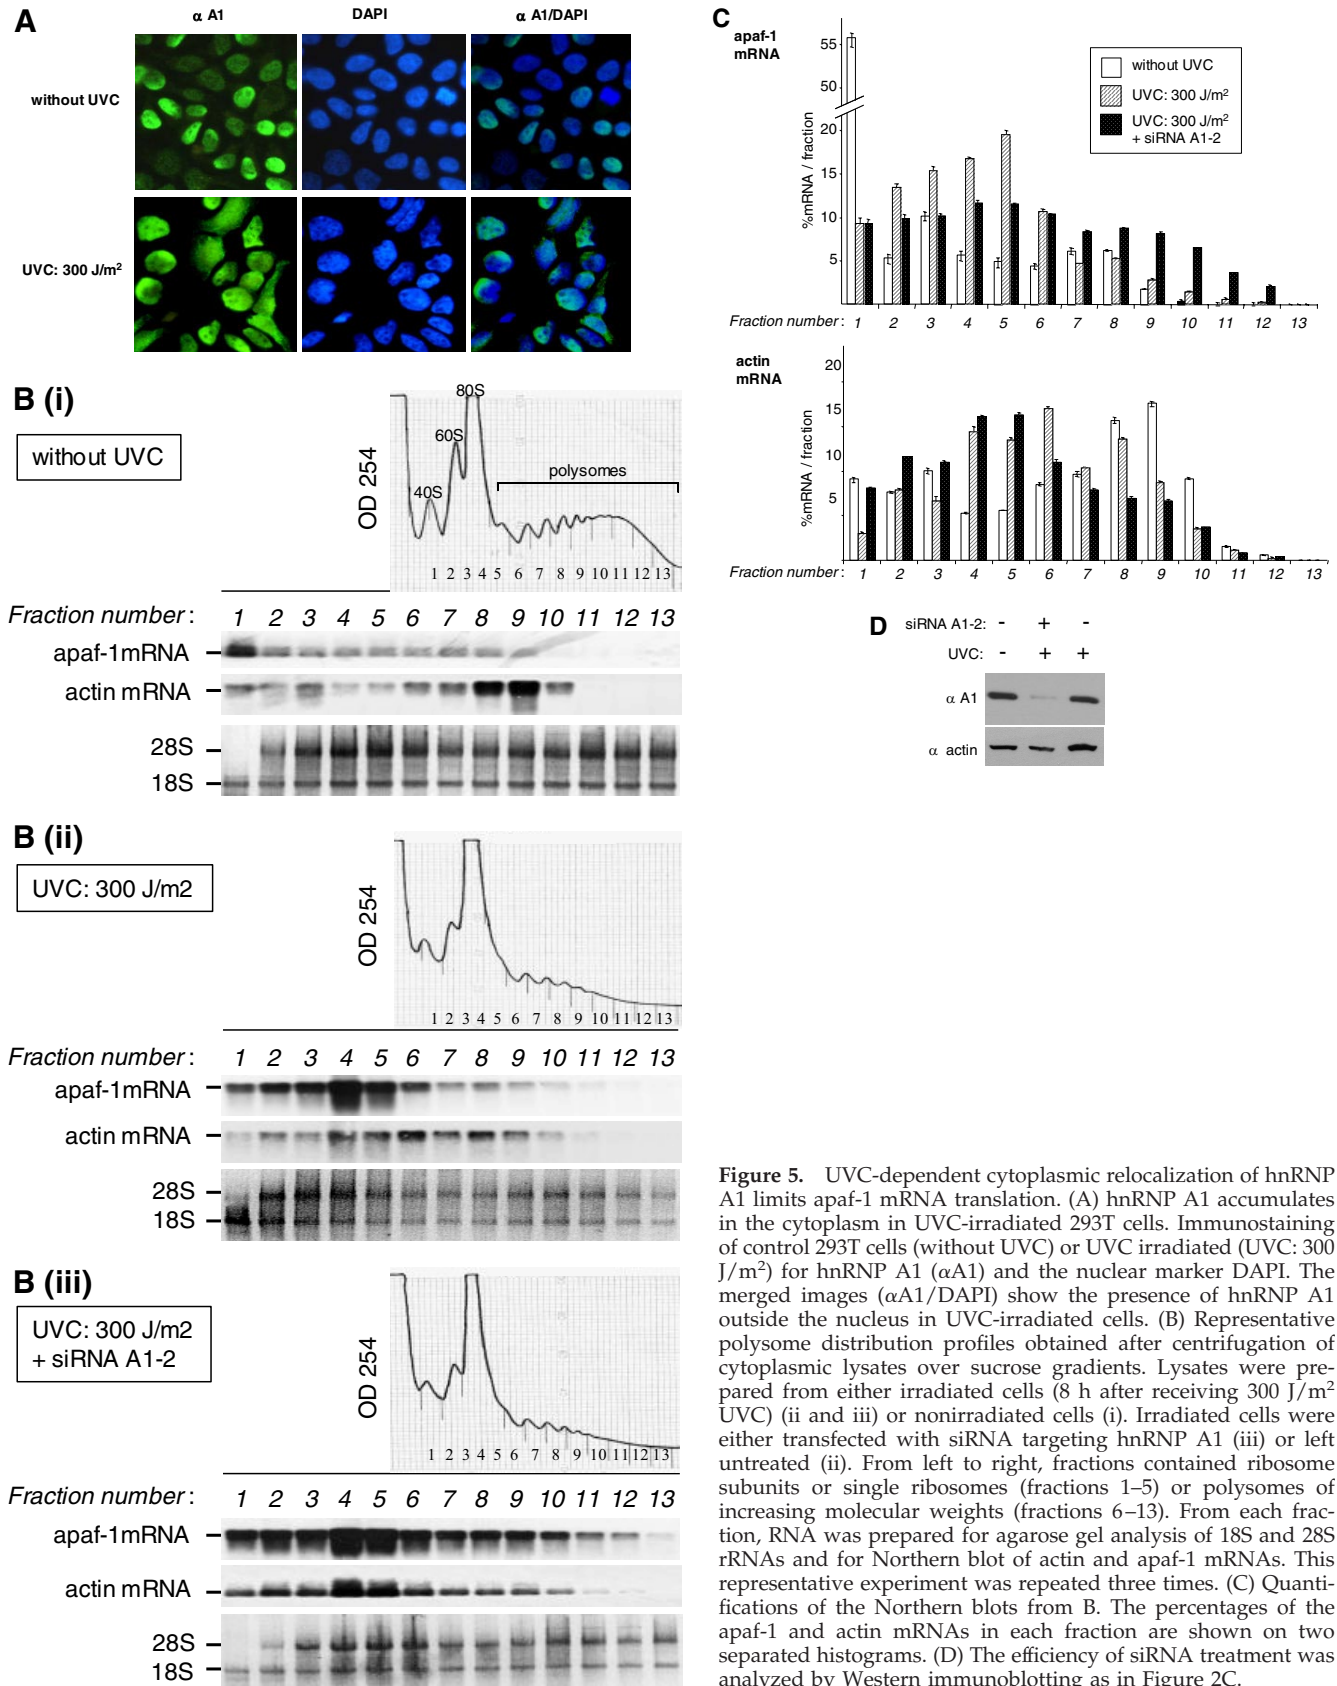 A
α A1
DAPI
α A1/DAPI
without UVC
UVC: 300 J/m²
B (i)
without UVC
OD 254
40S
60S
80S
polysomes
1 2 3 4 5 6 7 8 9 10 11 12 13
Fraction number: 1 2 3 4 5 6 7 8 9 10 11 12 13
apaf-1mRNA
actin mRNA
28S
18S
B (ii)
UVC: 300 J/m2
OD 254
1 2 3 4 5 6 7 8 9 10 11 12 13
Fraction number: 1 2 3 4 5 6 7 8 9 10 11 12 13
apaf-1mRNA
actin mRNA
28S
18S
B (iii)
UVC: 300 J/m2
+ siRNA A1-2
OD 254
1 2 3 4 5 6 7 8 9 10 11 12 13
Fraction number: 1 2 3 4 5 6 7 8 9 10 11 12 13
apaf-1mRNA
actin mRNA
28S
18S
C
apaf-1
mRNA
%mRNA / fraction
55
50
20
15
10
5
without UVC
UVC: 300 J/m²
UVC: 300 J/m²
+ siRNA A1-2
Fraction number: 1 2 3 4 5 6 7 8 9 10 11 12 13
actin
mRNA
%mRNA / fraction
20
15
10
5
Fraction number: 1 2 3 4 5 6 7 8 9 10 11 12 13
D
siRNA A1-2: - + -
UVC: - + +
α A1
α actin
Figure 5. UVC-dependent cytoplasmic relocalization of hnRNP
A1 limits apaf-1 mRNA translation. (A) hnRNP A1 accumulates
in the cytoplasm in UVC-irradiated 293T cells. Immunostaining
of control 293T cells (without UVC) or UVC irradiated (UVC: 300
J/m²) for hnRNP A1 (αA1) and the nuclear marker DAPI. The
merged images (αA1/DAPI) show the presence of hnRNP A1
outside the nucleus in UVC-irradiated cells. (B) Representative
polysome distribution profiles obtained after centrifugation of
cytoplasmic lysates over sucrose gradients. Lysates were pre-
pared from either irradiated cells (8 h after receiving 300 J/m²
UVC) (ii and iii) or nonirradiated cells (i). Irradiated cells were
either transfected with siRNA targeting hnRNP A1 (iii) or left
untreated (ii). From left to right, fractions contained ribosome
subunits or single ribosomes (fractions 1–5) or polysomes of
increasing molecular weights (fractions 6–13). From each frac-
tion, RNA was prepared for agarose gel analysis of 18S and 28S
rRNAs and for Northern blot of actin and apaf-1 mRNAs. This
representative experiment was repeated three times. (C) Quanti-
fications of the Northern blots from B. The percentages of the
apaf-1 and actin mRNAs in each fraction are shown on two
separated histograms. (D) The efficiency of siRNA treatment was
analyzed by Western immunoblotting as in Figure 2C.